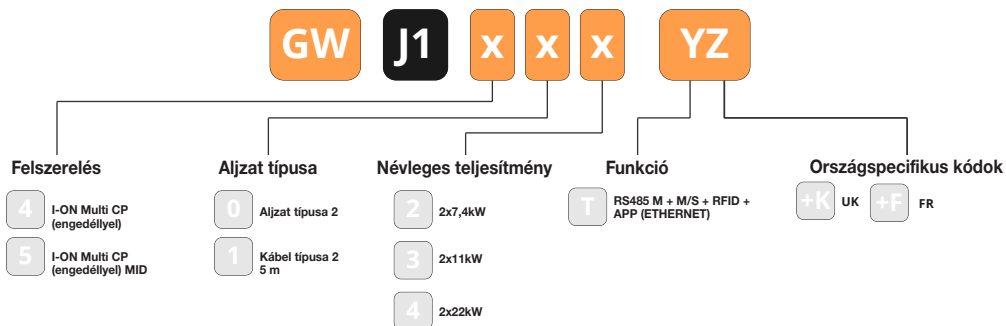 GW J1 x x x YZ
Felszerelés
4 I-ON Multi CP
(engedéllyel)
5 I-ON Multi CP
(engedéllyel) MID
Aljzat típusa
0 Aljzat típusa 2
1 Kábel típusa 2
5 m
Névleges teljesítmény
2 2x7,4kW
3 2x11kW
4 2x22kW
Funkció
T RS485 M + M/S + RFID +
APP (ETHERNET)
Országspecifikus kódok
+K UK +F FR